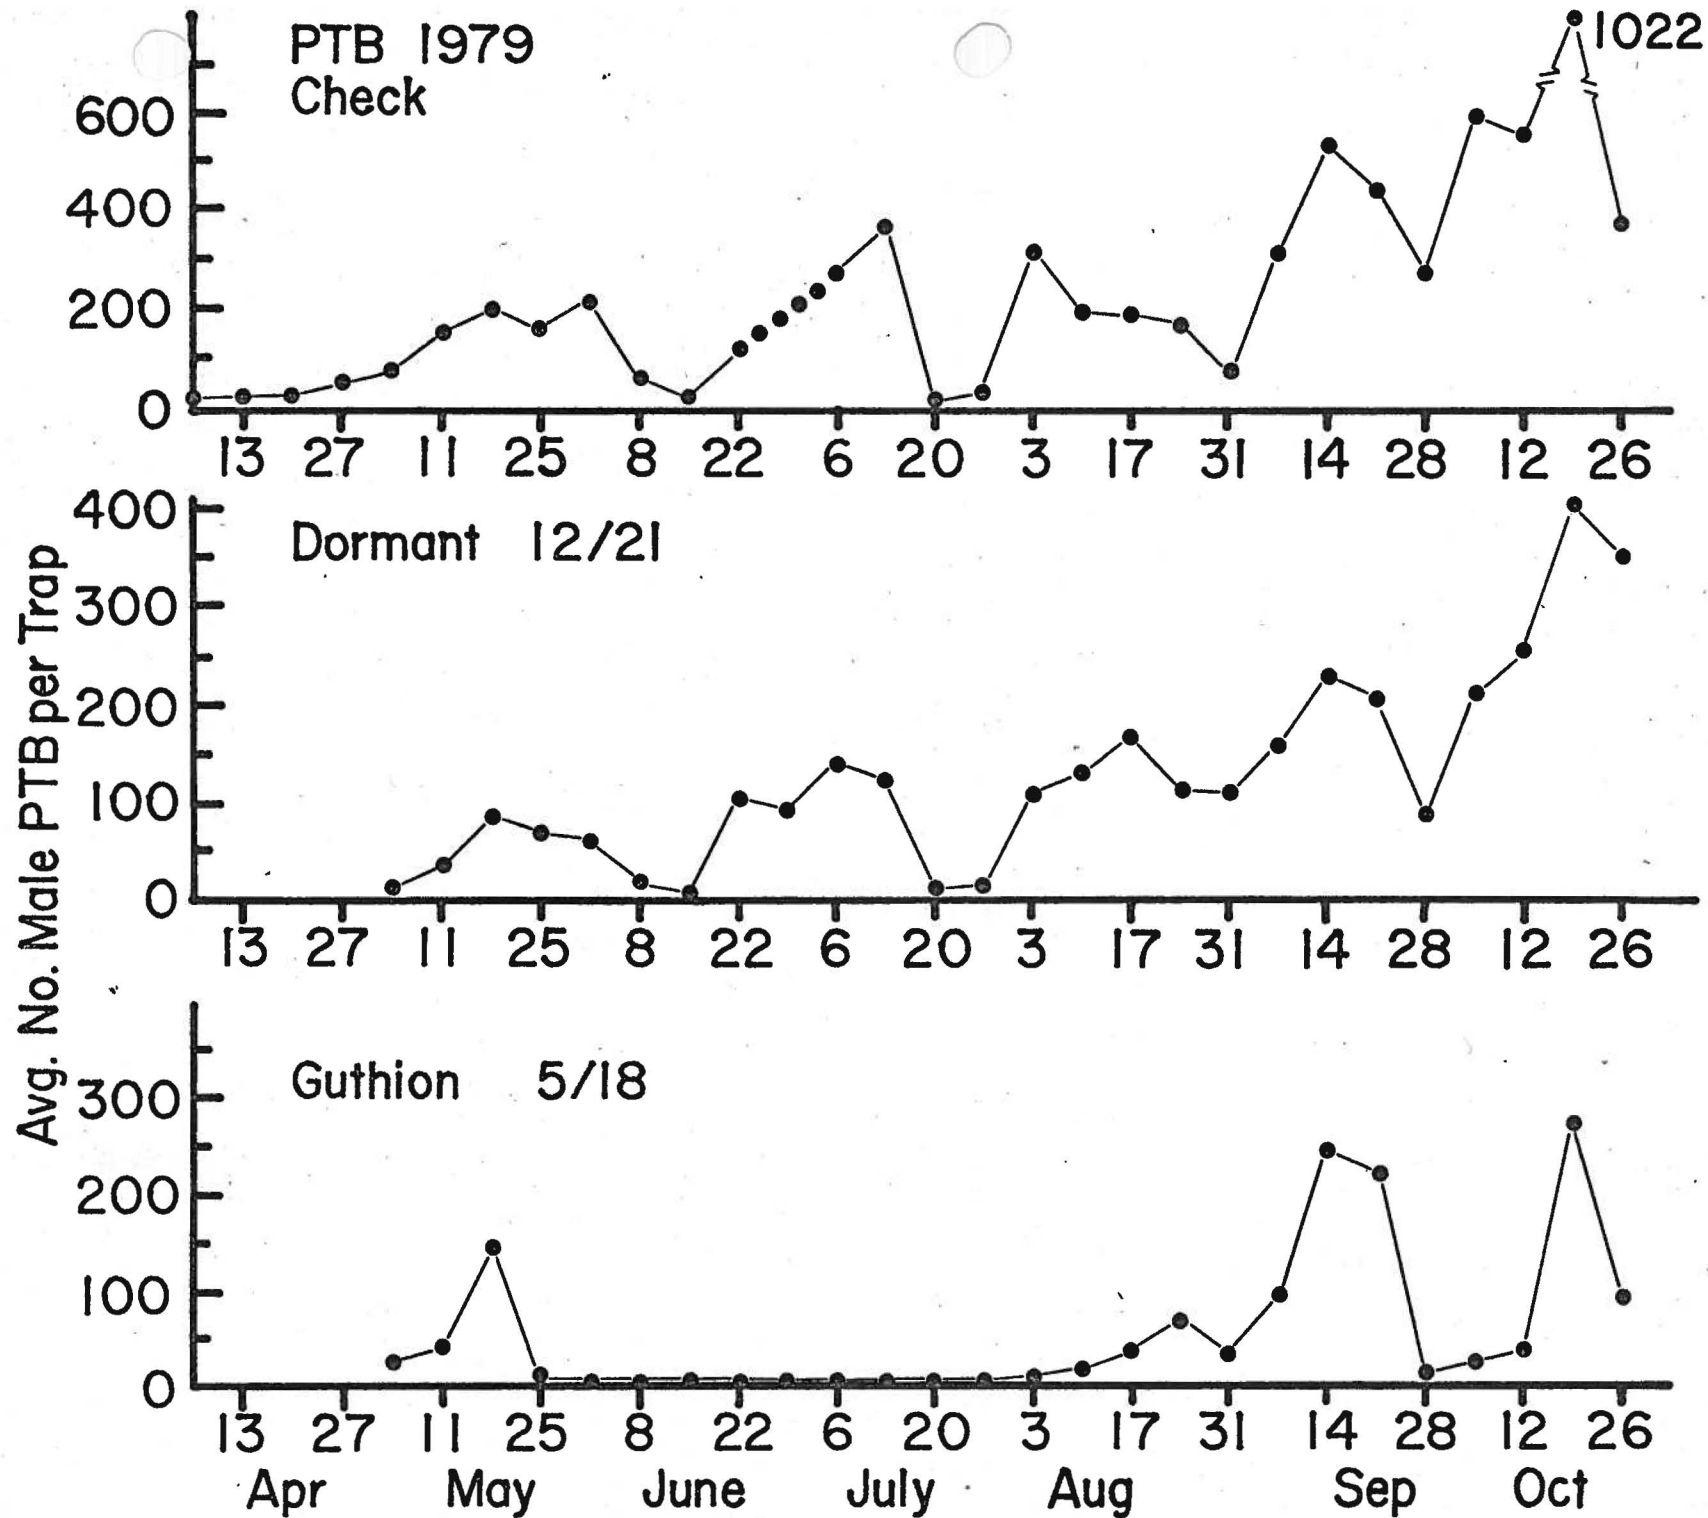 PTB 1979
Check
1022
600
400
200
0
13 27 11 25 8 22 6 20 3 17 31 14 28 12 26
Avg. No. Male PTB per Trap
Dormant 12/21
400
300
200
100
0
13 27 11 25 8 22 6 20 3 17 31 14 28 12 26
Guthion 5/18
300
200
100
0
13 27 11 25 8 22 6 20 3 17 31 14 28 12 26
Apr May June July Aug Sep Oct